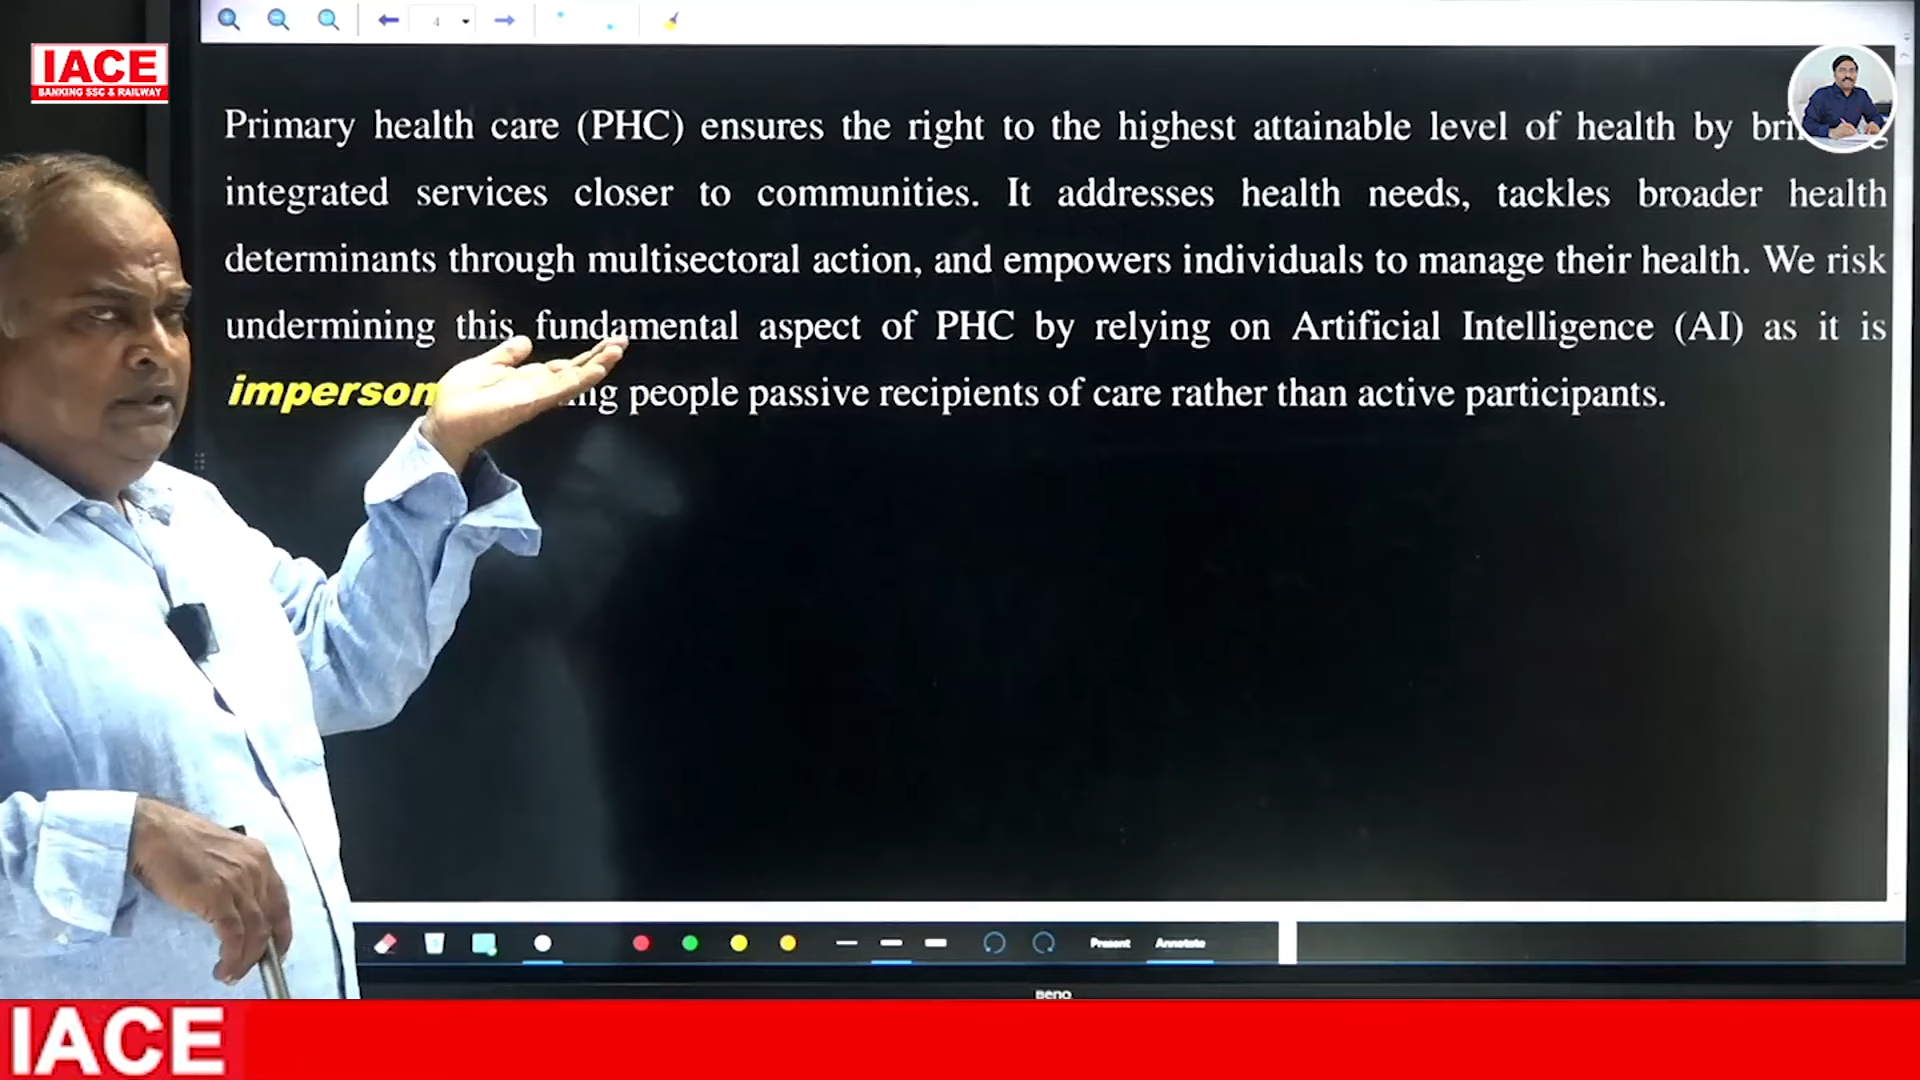 4
IACE
BANKING SSC & RAILWAY
Primary health care (PHC) ensures the right to the highest attainable level of health by
integrated services closer to communities. It addresses health needs, tackles broader health
determinants through multisectoral action, and empowers individuals to manage their health. We risk
undermining this fundamental aspect of PHC by relying on Artificial Intelligence (AI) as it is
people passive recipients of care rather than active participants.
Present Annotate
BenQ
IACE